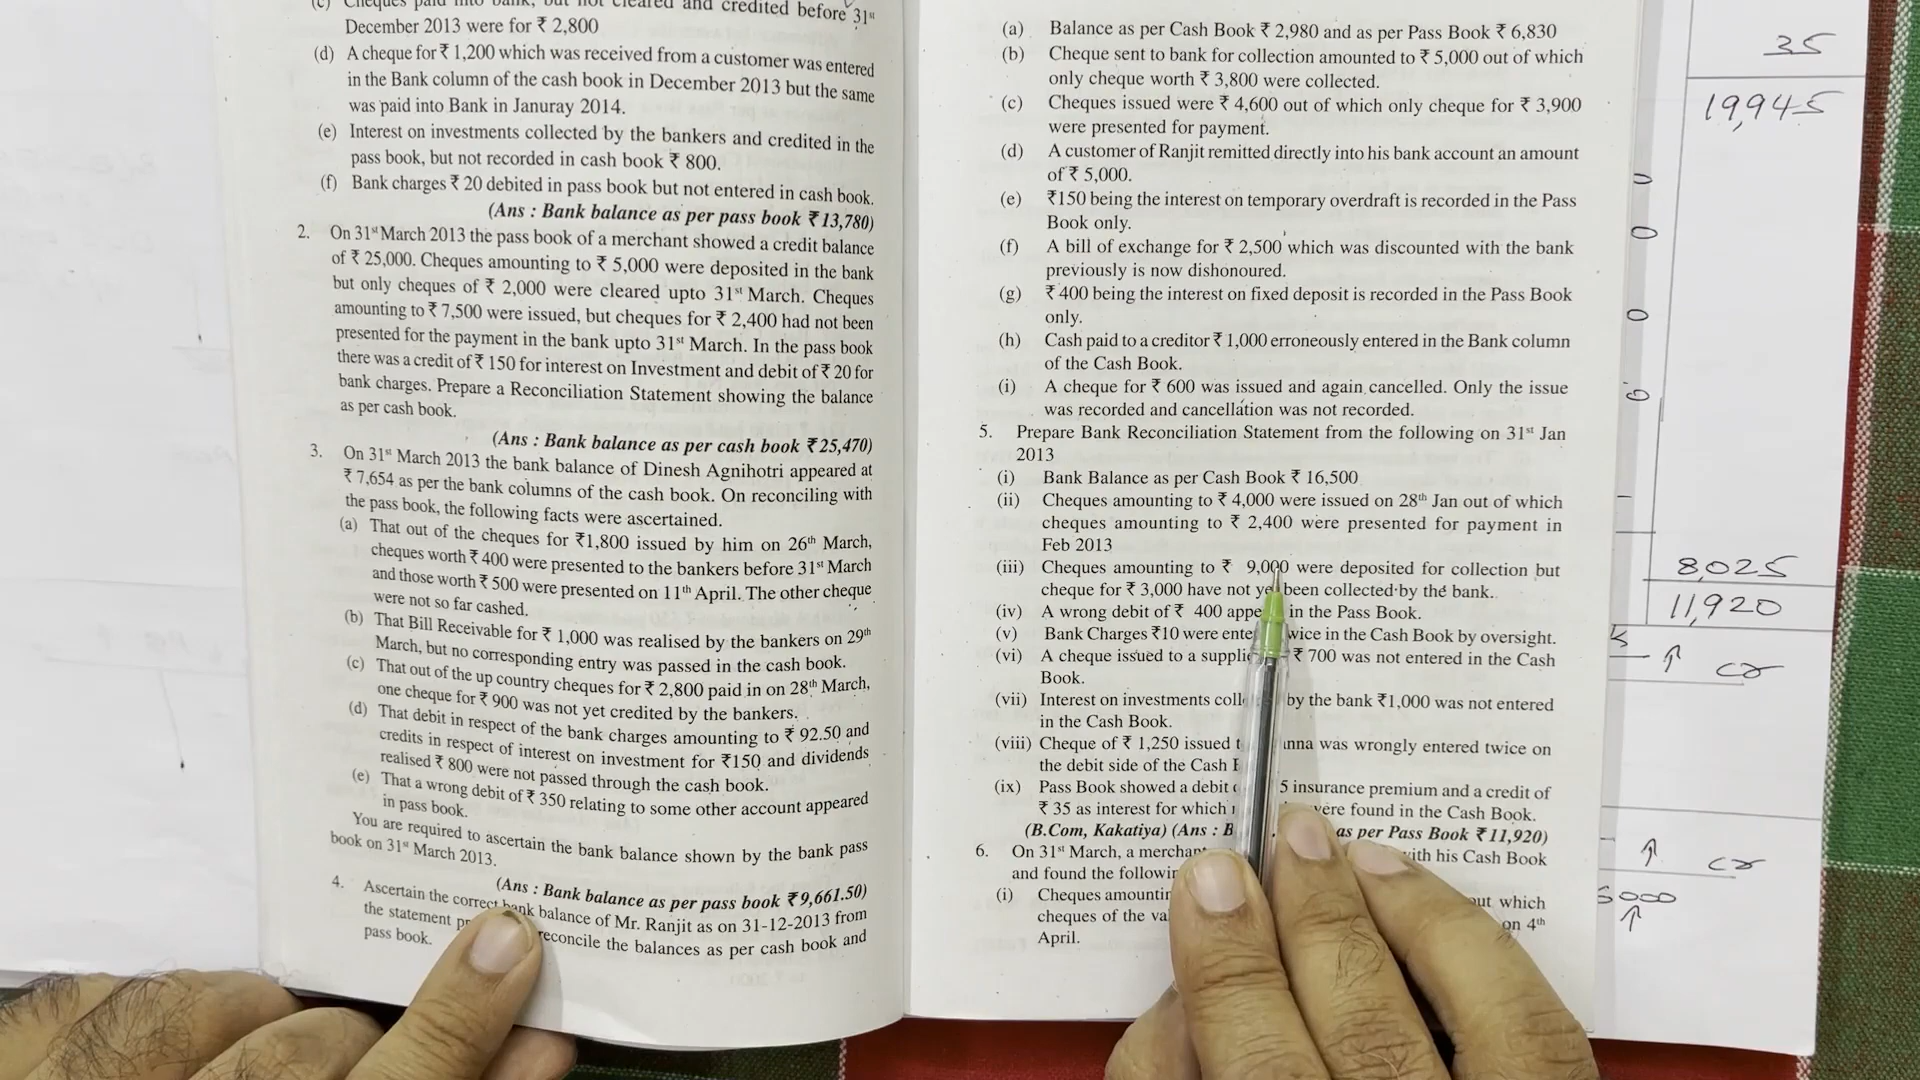 (c) Cheques paid into bank, but not cleared and credited before 31st
December 2013 were for ₹ 2,800
(d) A cheque for ₹ 1,200 which was received from a customer was entered
in the Bank column of the cash book in December 2013 but the same
was paid into Bank in Januray 2014.
(e) Interest on investments collected by the bankers and credited in the
pass book, but not recorded in cash book ₹ 800.
(f) Bank charges ₹ 20 debited in pass book but not entered in cash book.
(Ans : Bank balance as per pass book ₹ 13,780)
2. On 31st March 2013 the pass book of a merchant showed a credit balance
of ₹ 25,000. Cheques amounting to ₹ 5,000 were deposited in the bank
but only cheques of ₹ 2,000 were cleared upto 31st March. Cheques
amounting to ₹ 7,500 were issued, but cheques for ₹ 2,400 had not been
presented for the payment in the bank upto 31st March. In the pass book
there was a credit of ₹ 150 for interest on Investment and debit of ₹ 20 for
bank charges. Prepare a Reconciliation Statement showing the balance
as per cash book.
(Ans : Bank balance as per cash book ₹ 25,470)
3. On 31st March 2013 the bank balance of Dinesh Agnihotri appeared at
₹ 7,654 as per the bank columns of the cash book. On reconciling with
the pass book, the following facts were ascertained.
(a) That out of the cheques for ₹1,800 issued by him on 26th March,
cheques worth ₹ 400 were presented to the bankers before 31st March
and those worth ₹ 500 were presented on 11th April. The other cheque
were not so far cashed.
(b) That Bill Receivable for ₹ 1,000 was realised by the bankers on 29th
March, but no corresponding entry was passed in the cash book.
(c) That out of the up country cheques for ₹ 2,800 paid in on 28th March,
one cheque for ₹ 900 was not yet credited by the bankers.
(d) That debit in respect of the bank charges amounting to ₹ 92.50 and
credits in respect of interest on investment for ₹150 and dividends
realised ₹ 800 were not passed through the cash book.
(e) That a wrong debit of ₹ 350 relating to some other account appeared
in pass book.
You are required to ascertain the bank balance shown by the bank pass
book on 31st March 2013.
(Ans : Bank balance as per pass book ₹ 9,661.50)
4. Ascertain the correct bank balance of Mr. Ranjit as on 31-12-2013 from
the statement reconcile the balances as per cash book and
pass book.
(a) Balance as per Cash Book ₹ 2,980 and as per Pass Book ₹ 6,830
(b) Cheque sent to bank for collection amounted to ₹ 5,000 out of which
only cheque worth ₹ 3,800 were collected.
(c) Cheques issued were ₹ 4,600 out of which only cheque for ₹ 3,900
were presented for payment.
(d) A customer of Ranjit remitted directly into his bank account an amount
of ₹ 5,000.
(e) ₹150 being the interest on temporary overdraft is recorded in the Pass
Book only.
(f) A bill of exchange for ₹ 2,500 which was discounted with the bank
previously is now dishonoured.
(g) ₹ 400 being the interest on fixed deposit is recorded in the Pass Book
only.
(h) Cash paid to a creditor ₹ 1,000 erroneously entered in the Bank column
of the Cash Book.
(i) A cheque for ₹ 600 was issued and again cancelled. Only the issue
was recorded and cancellation was not recorded.
5. Prepare Bank Reconciliation Statement from the following on 31st Jan
2013
(i) Bank Balance as per Cash Book ₹ 16,500
(ii) Cheques amounting to ₹ 4,000 were issued on 28th Jan out of which
cheques amounting to ₹ 2,400 were presented for payment in
Feb 2013
(iii) Cheques amounting to ₹ 9,000 were deposited for collection but
cheque for ₹ 3,000 have not yet been collected by the bank.
(iv) A wrong debit of ₹ 400 in the Pass Book.
(v) Bank Charges ₹10 were twice in the Cash Book by oversight.
(vi) A cheque issued to a ₹ 700 was not entered in the Cash
Book.
(vii) Interest on investments by the bank ₹1,000 was not entered
in the Cash Book.
(viii) Cheque of ₹ 1,250 issued was wrongly entered twice on
the debit side of the Cash
(ix) Pass Book showed a debit insurance premium and a credit of
₹ 35 as interest for which were found in the Cash Book.
(B.Com, Kakatiya) (Ans : as per Pass Book ₹ 11,920)
6. On 31st March, a with his Cash Book
and found the
(i) Cheques out which
cheques of the on 4th
April.
35
19,945
8,025
11,920
↑ cr
↑ cr
↑